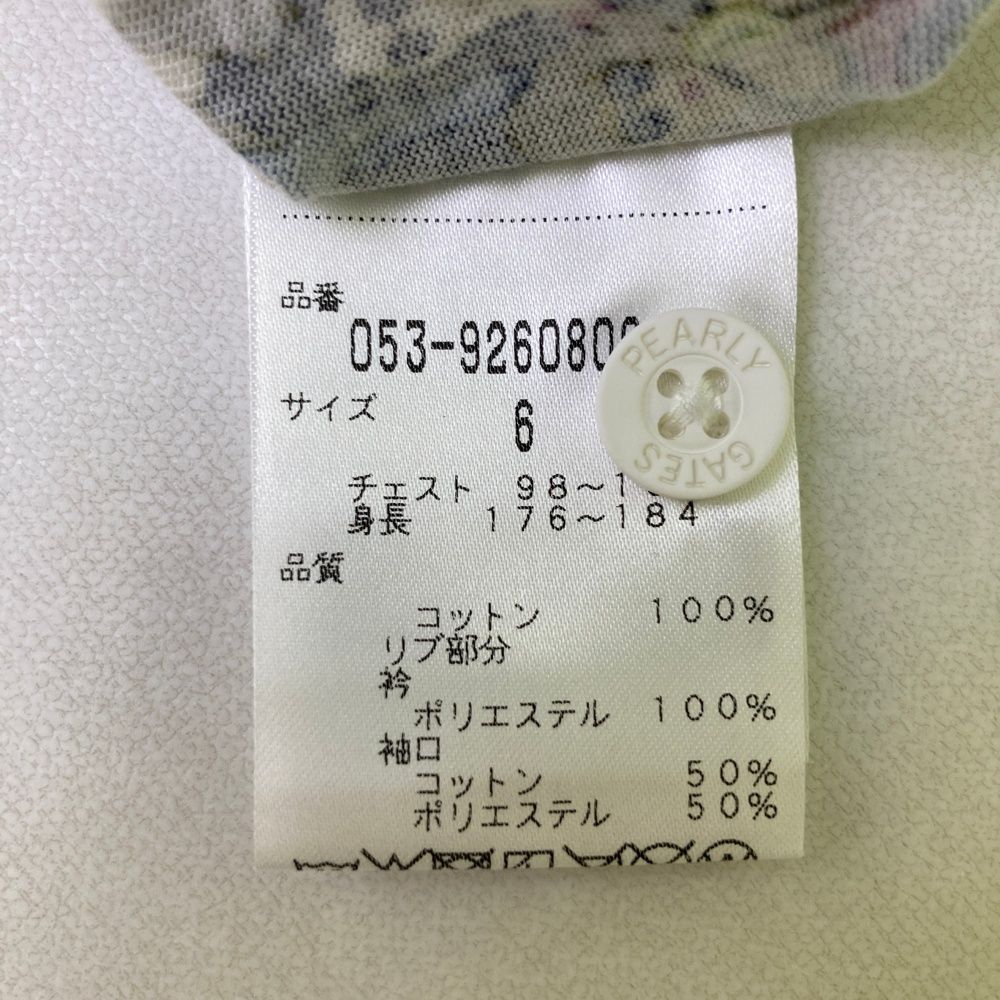 品番
053-926080
サイズ
6
PEARLY
GATES
チェスト 98～1
身長 176～184
品質
コットン 100%
リブ部分
衿
ポリエステル 100%
袖口
コットン 50%
ポリエステル 50%